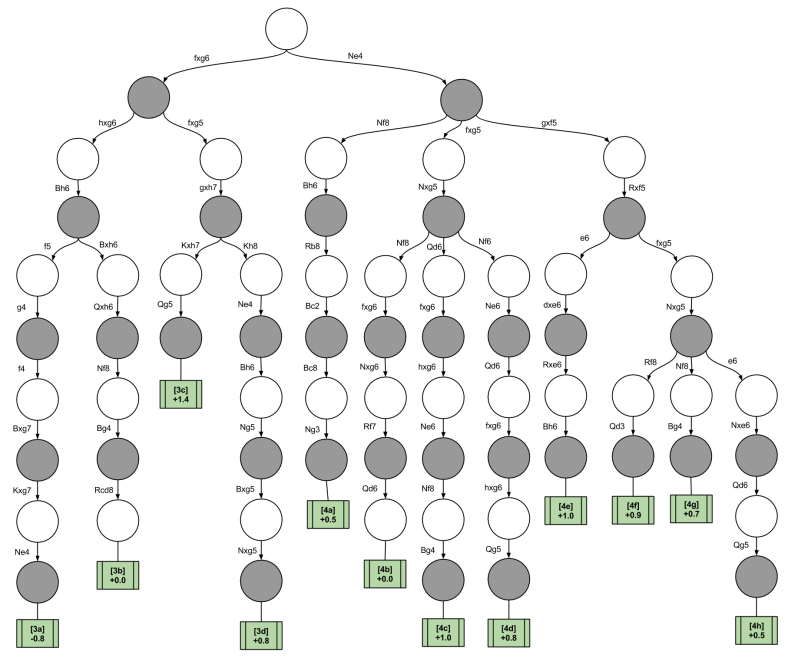 fxg6
Ne4
hxg6
fxg5
Nf8
fxg5
gxf5
Bh6
gxh7
Bh6
Nxg5
Rxf5
f5
Bxh6
Kxh7
Kh8
Rb8
Nf8
Qd6
Nf6
e6
fxg5
g4
Qxh6
Qg5
Ne4
Bc2
fxg6
fxg6
Ne6
dxe6
Nxg5
f4
Nf8
[3c]
+1.4
Bh6
Bc8
Nxg6
hxg6
Qd6
Rxe6
Rf8
Nf8
e6
Bxg7
Bg4
Ng5
Ng3
Rf7
Ne6
fxg6
Bh6
Qd3
Bg4
Nxe6
Kxg7
Rcd8
Bxg5
[4a]
+0.5
Qd6
Nf8
hxg6
[4e]
+1.0
[4f]
+0.9
[4g]
+0.7
Qd6
Ne4
[3b]
+0.0
Nxg5
[4b]
+0.0
Bg4
Qg5
Qg5
[3a]
-0.8
[3d]
+0.8
[4c]
+1.0
[4d]
+0.8
[4h]
+0.5